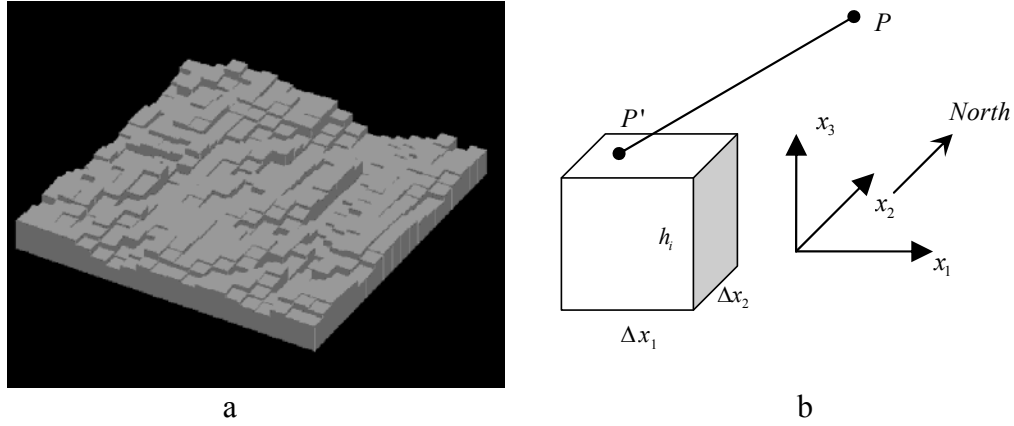 P
P'
North
x₃
x₂
hᵢ
x₁
Δx₂
Δx₁
a
b